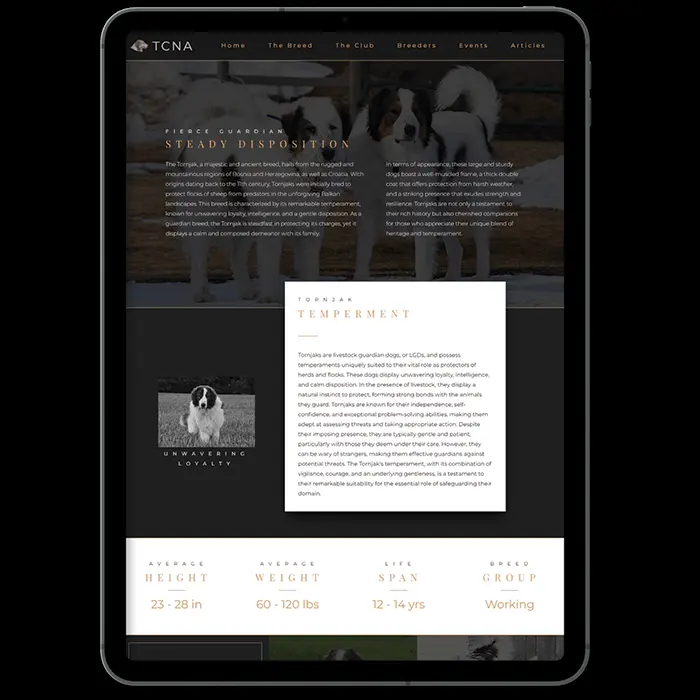 TCNA Home The Breed The Club Breeders Events Articles
FIERCE GUARDIAN
STEADY DISPOSITION
The Tornjak, a majestic and ancient breed, hails from the rugged and
mountainous regions of Bosnia and Herzegovina, as well as Croatia. With
origins dating back to the 11th century, Tornjaks were initially bred to
protect flocks of sheep from predators in the unforgiving Balkan
landscapes. This breed is characterized by its remarkable temperament,
known for unwavering loyalty, intelligence, and a gentle disposition. As a
guardian breed, the Tornjak is steadfast in protecting its charges, yet it
displays a calm and composed demeanor with its family.
In terms of appearance, these large and sturdy
dogs boast a well-muscled frame, a thick double
coat that offers protection from harsh weather,
and a striking presence that exudes strength and
resilience. Tornjaks are not only a testament to
their rich history but also cherished companions
for those who appreciate their unique blend of
heritage and temperament.
TORNJAK
TEMPERMENT
Tornjaks are livestock guardian dogs, or LGDs, and possess
temperaments uniquely suited to their vital role as protectors of
herds and flocks. These dogs display unwavering loyalty, intelligence,
and calm disposition. In the presence of livestock, they display a
natural instinct to protect, forming strong bonds with the animals
they guard. Tornjaks are known for their independence, self-
confidence, and exceptional problem-solving abilities, making them
adept at assessing threats and taking appropriate action. Despite
their imposing presence, they are typically gentle and patient,
particularly with those they deem under their care. However, they
can be wary of strangers, making them effective guardians against
potential threats. The Tornjak's temperament, with its combination of
vigilance, courage, and an underlying gentleness, is a testament to
their remarkable suitability for the essential role of safeguarding their
domain.
UNWAVERING
LOYALTY
AVERAGE
HEIGHT
23 - 28 in
AVERAGE
WEIGHT
60 - 120 lbs
LIFE
SPAN
12 - 14 yrs
BREED
GROUP
Working